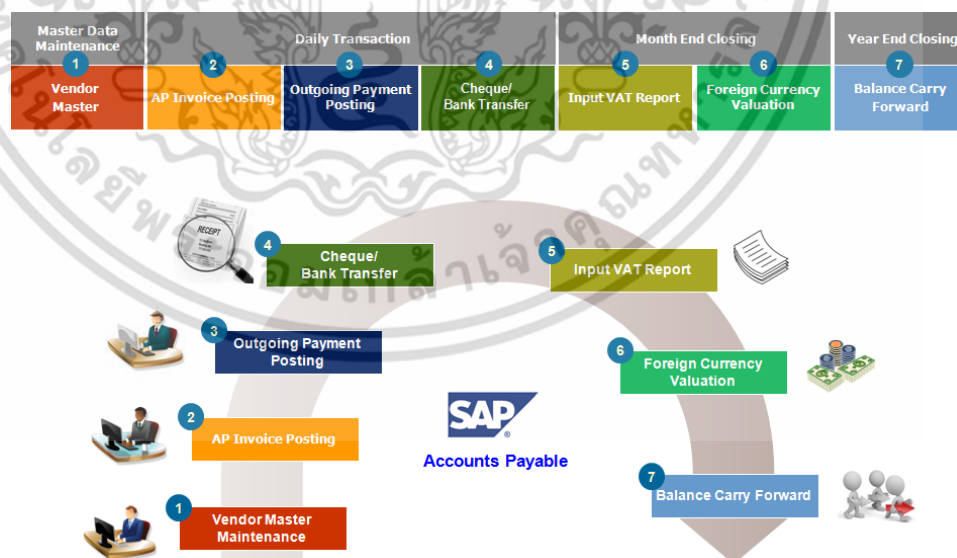 Master Data
Maintenance
Daily Transaction
Month End Closing
Year End Closing
1
2
3
4
5
6
7
Vendor
Master
AP Invoice Posting
Outgoing Payment
Posting
Cheque/
Bank Transfer
Input VAT Report
Foreign Currency
Valuation
Balance Carry
Forward
RECEIPT
4
Cheque/
Bank Transfer
5
Input VAT Report
3
Outgoing Payment
Posting
6
Foreign Currency
Valuation
SAP
2
AP Invoice Posting
Accounts Payable
7
Balance Carry Forward
1
Vendor Master
Maintenance